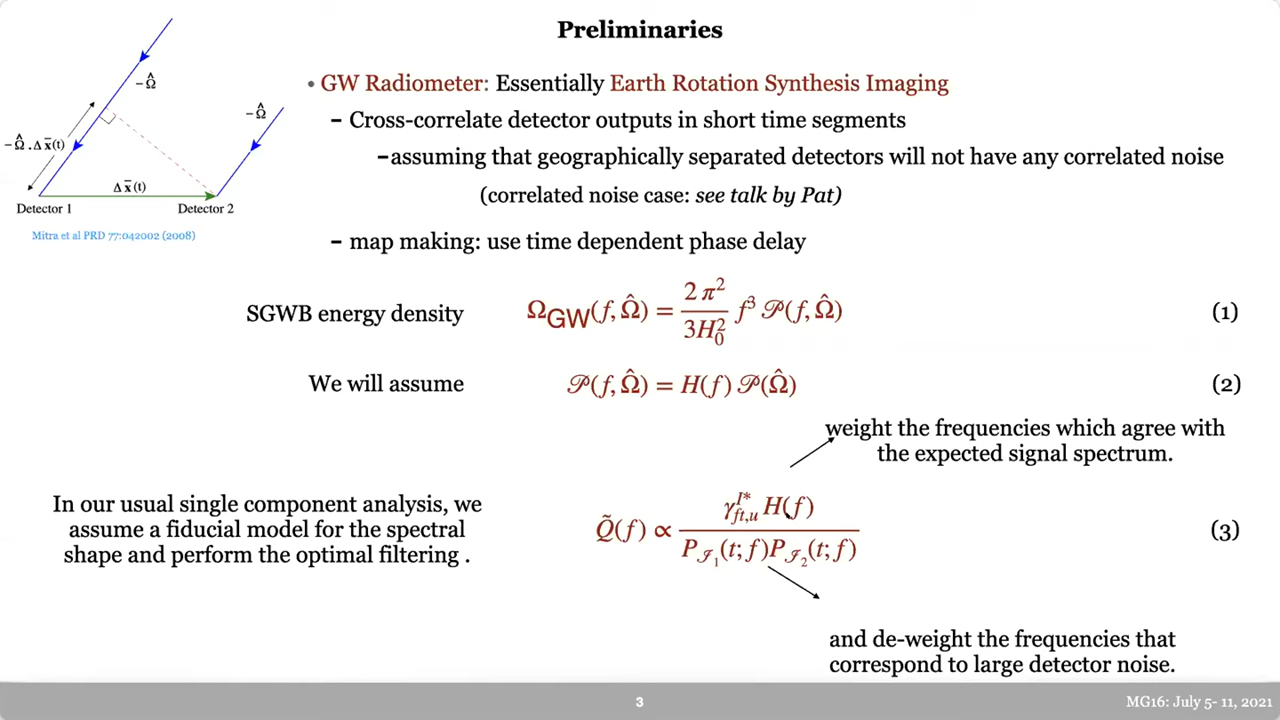 Preliminaries
-Ω̂
-Ω̂
-Ω̂.Δx̄(t)
Δx̄(t)
Detector 1
Detector 2
Mitra et al PRD 77:042002 (2008)
• GW Radiometer: Essentially Earth Rotation Synthesis Imaging
– Cross-correlate detector outputs in short time segments
–assuming that geographically separated detectors will not have any correlated noise
(correlated noise case: see talk by Pat)
– map making: use time dependent phase delay
SGWB energy density Ω_GW(f, Ω̂) = 2 π² / 3H₀² f³ 𝒫(f, Ω̂) (1)
We will assume 𝒫(f, Ω̂) = H(f) 𝒫(Ω̂) (2)
weight the frequencies which agree with
the expected signal spectrum.
In our usual single component analysis, we
assume a fiducial model for the spectral
shape and perform the optimal filtering .
Q̃(f) ∝ γ^{I*}_{ft,u} H(f) / P_{ℐ₁}(t; f)P_{ℐ₂}(t; f) (3)
and de-weight the frequencies that
correspond to large detector noise.
3
MG16: July 5- 11, 2021